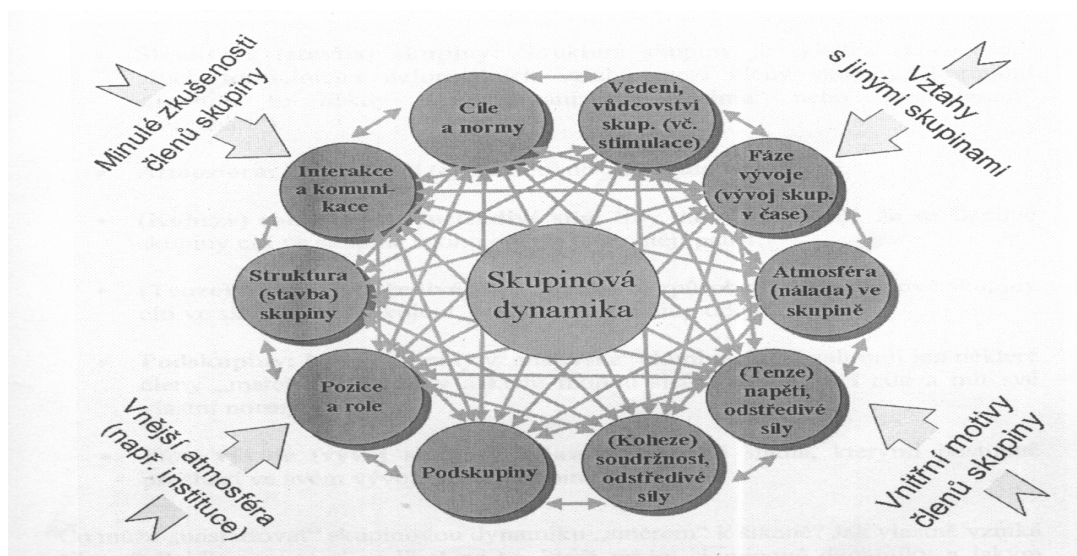 Minulé zkušenosti
členů skupiny
Vztahy
s jinými skupinami
Cíle
a normy
Vedení,
vůdcovství
skup. (vč.
stimulace)
Fáze
vývoje
(vývoj skup.
v čase)
Interakce
a komuni-
kace
Struktura
(stavba)
skupiny
Skupinová
dynamika
Atmosféra
(nálada) ve
skupině
Pozice
a role
(Tenze)
napětí,
odstředivé
síly
Podskupiny
(Koheze)
soudržnost,
odstředivé
síly
Vnější atmosféra
(např. instituce)
Vnitřní motivy
členů skupiny